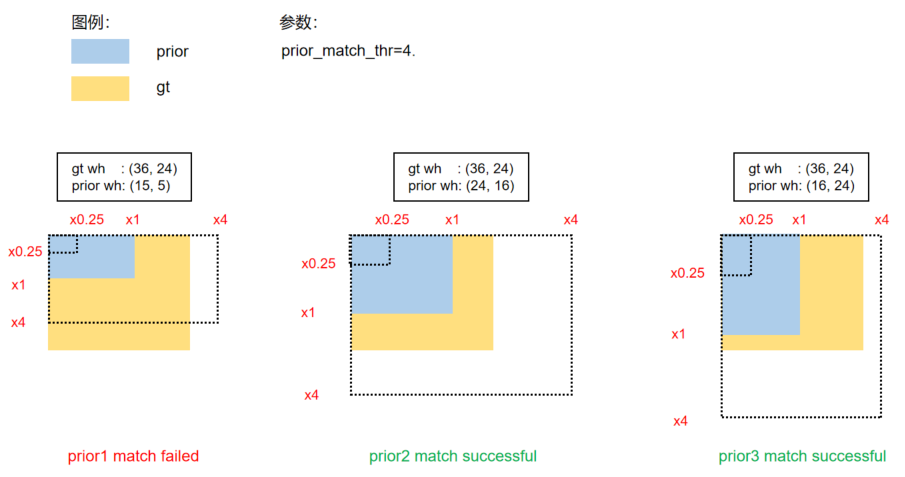 图例：
参数：
prior
prior_match_thr=4.
gt
gt wh : (36, 24)
prior wh: (15, 5)
gt wh : (36, 24)
prior wh: (24, 16)
gt wh : (36, 24)
prior wh: (16, 24)
x0.25 x1 x4
x0.25
x1
x4
x0.25 x1 x4
x0.25
x1
x4
x0.25 x1 x4
x0.25
x1
x4
prior1 match failed
prior2 match successful
prior3 match successful